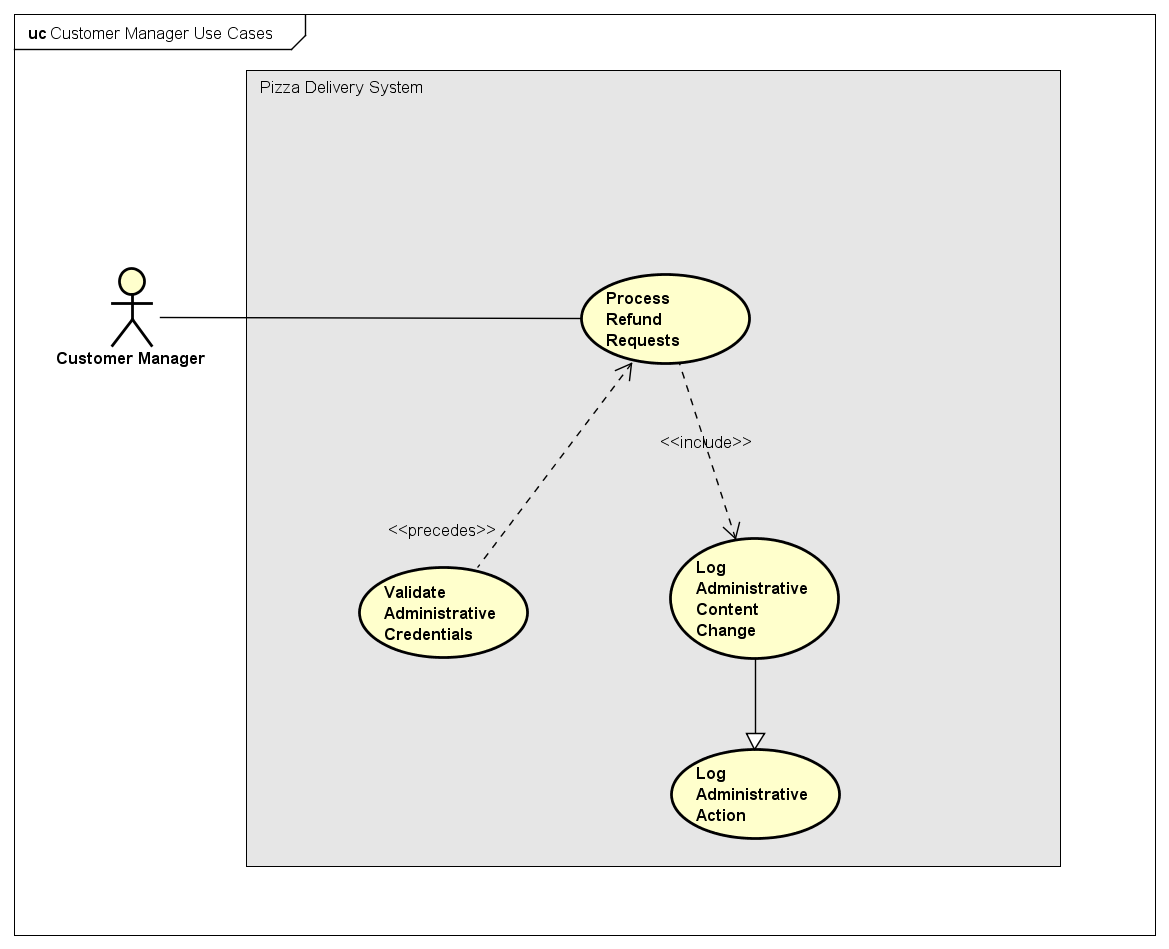 uc Customer Manager Use Cases
Pizza Delivery System
Process
Refund
Requests
Customer Manager
<<include>>
<<precedes>>
Validate
Administrative
Credentials
Log
Administrative
Content
Change
Log
Administrative
Action